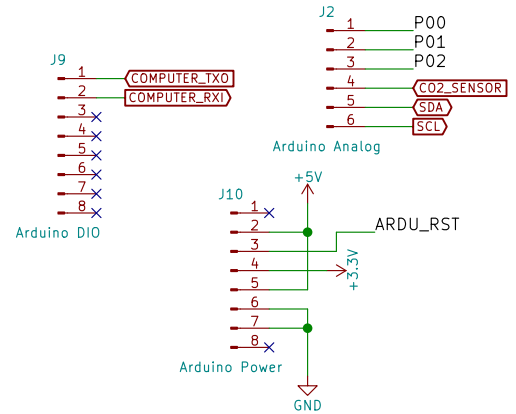 J9
1 COMPUTER_TXO
2 COMPUTER_RXI
3
4
5
6
7
8
Arduino DIO
J2
1 P00
2 P01
3 P02
4 CO2_SENSOR
5 SDA
6 SCL
Arduino Analog
J10
+5V
1
2
3 ARDU_RST
4 +3.3V
5
6
7
8
Arduino Power
GND